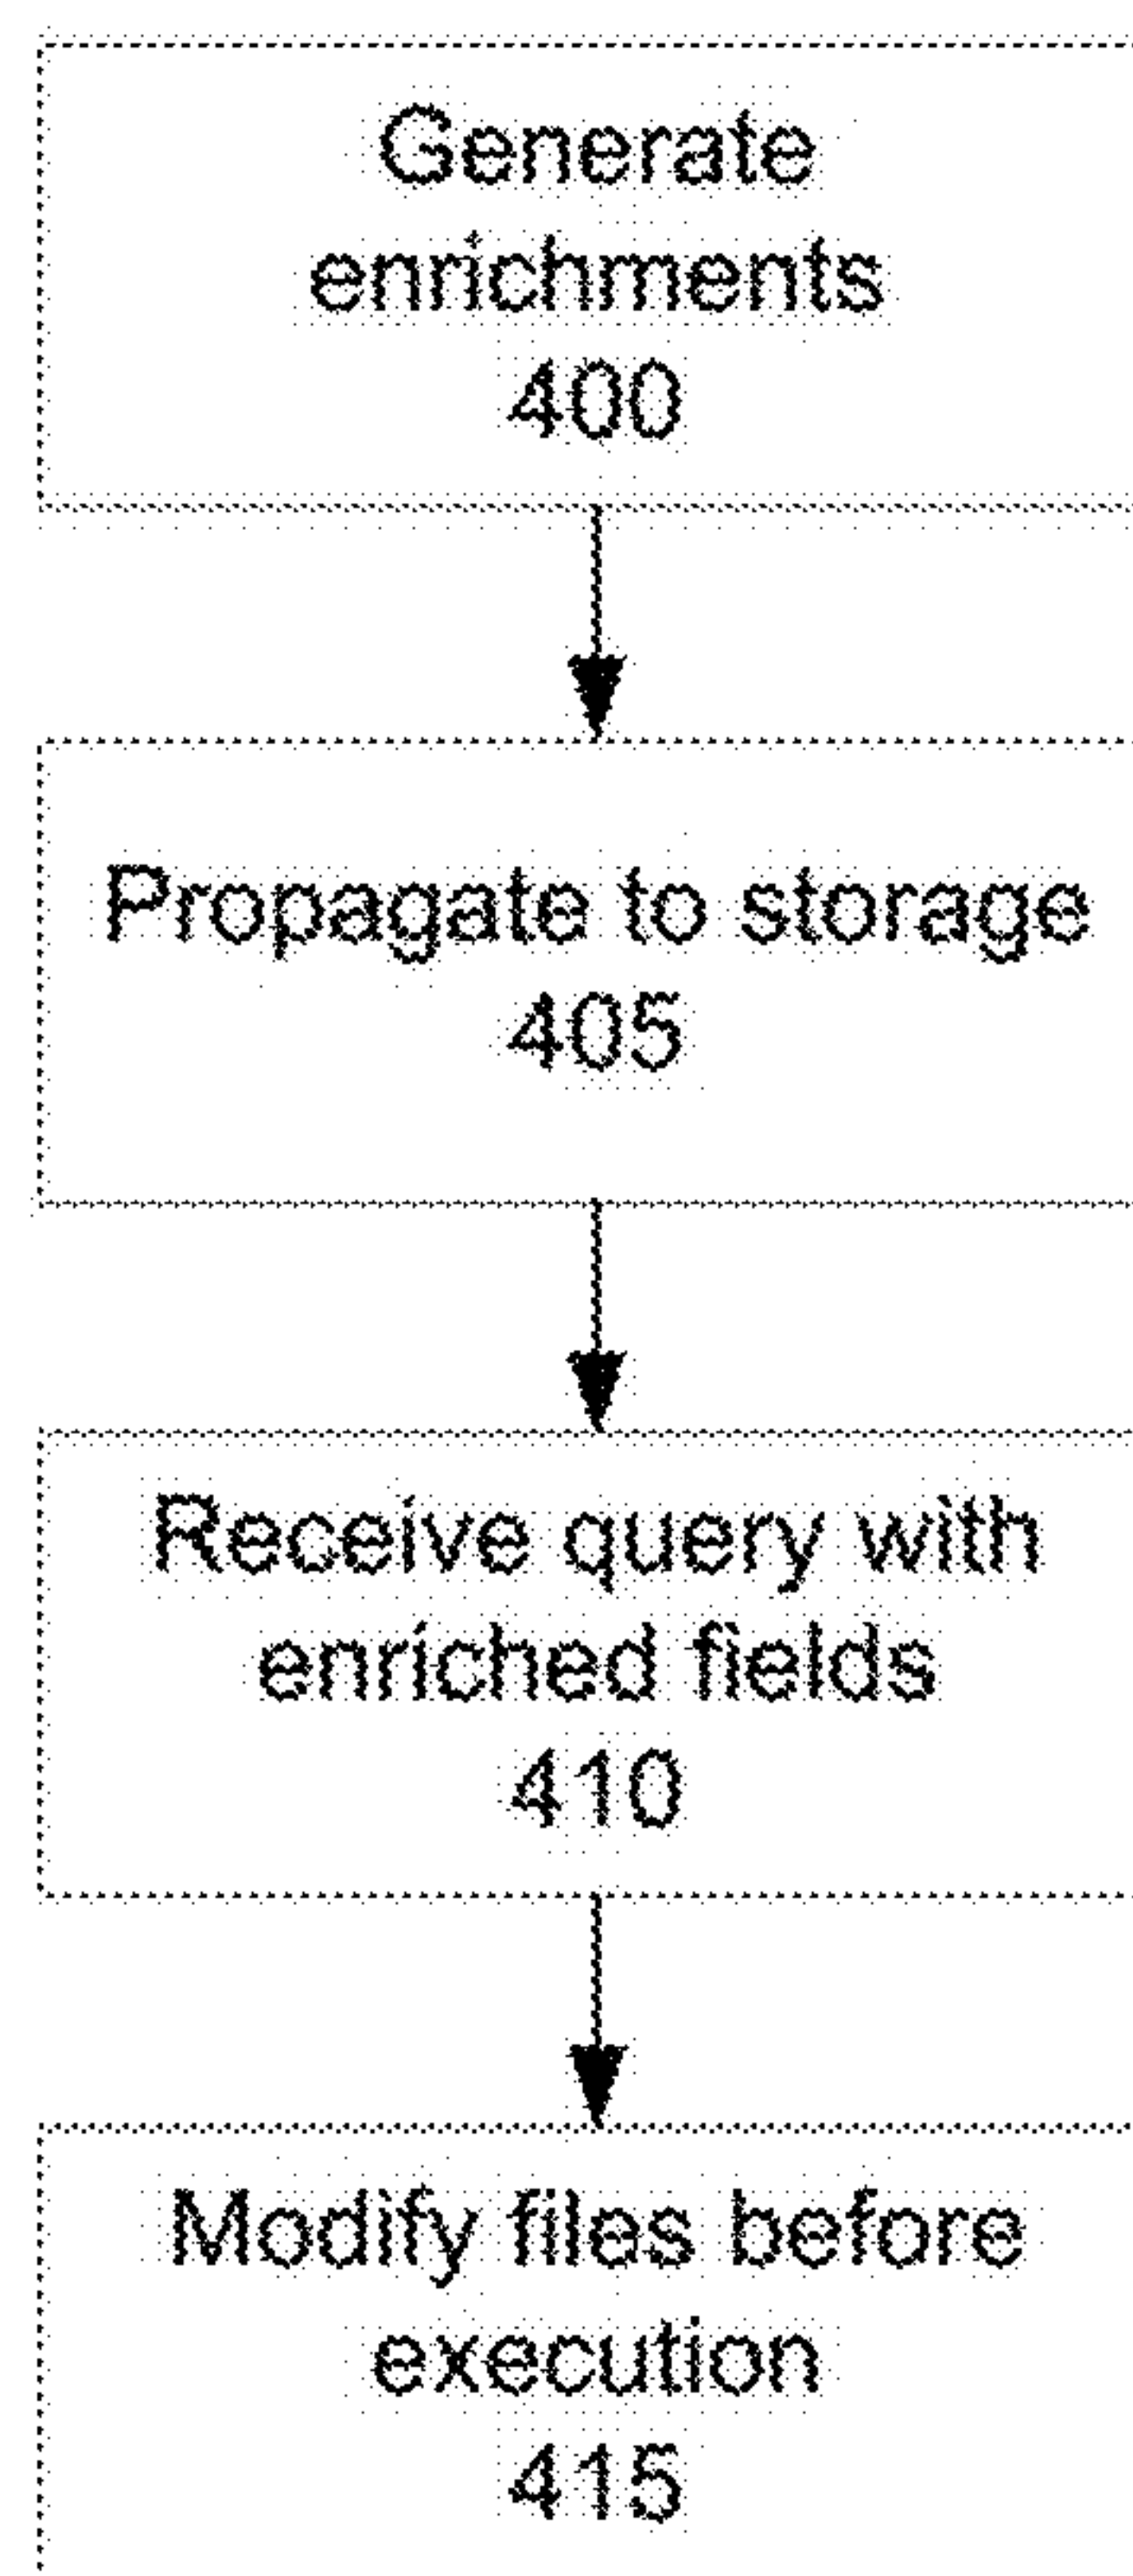 Generate
enrichments
400
Propagate to storage
405
Receive query with
enriched fields
410
Modify files before
execution
415